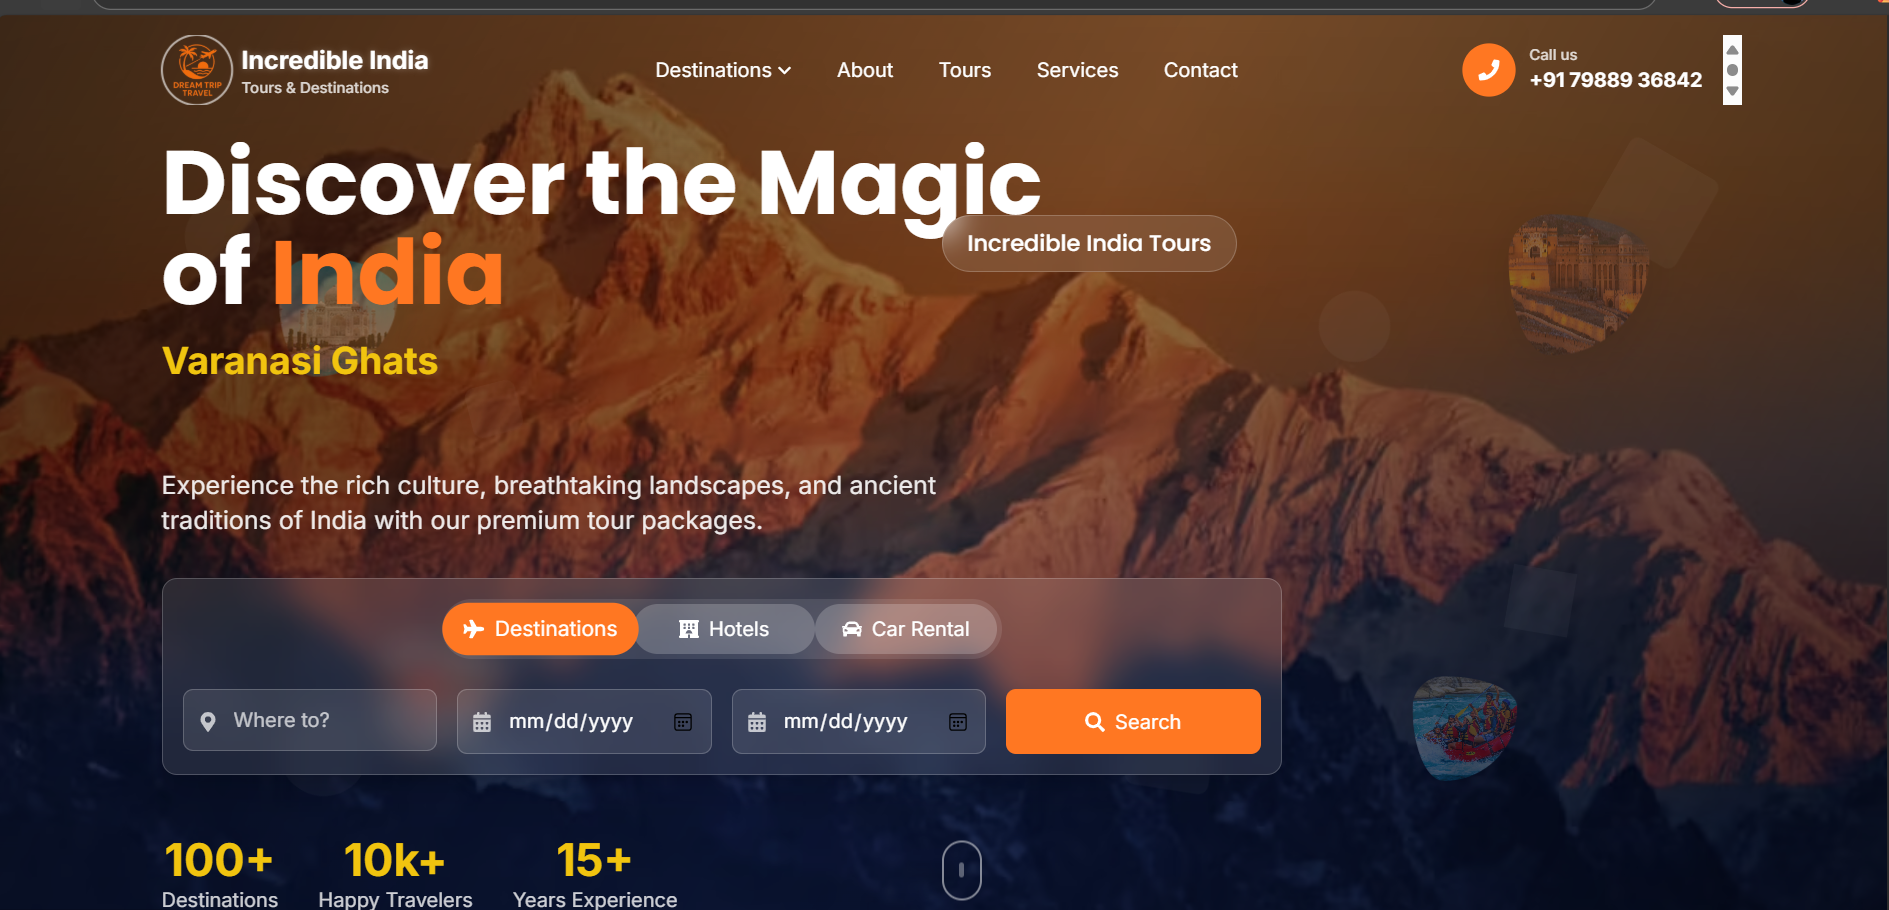 DREAM TRIP
TRAVEL
Incredible India
Tours & Destinations
Destinations
About
Tours
Services
Contact
Call us
+91 79889 36842
Discover the Magic
of India
Incredible India Tours
Varanasi Ghats
Experience the rich culture, breathtaking landscapes, and ancient
traditions of India with our premium tour packages.
Destinations
Hotels
Car Rental
Where to?
mm/dd/yyyy
mm/dd/yyyy
Search
100+
Destinations
10k+
Happy Travelers
15+
Years Experience